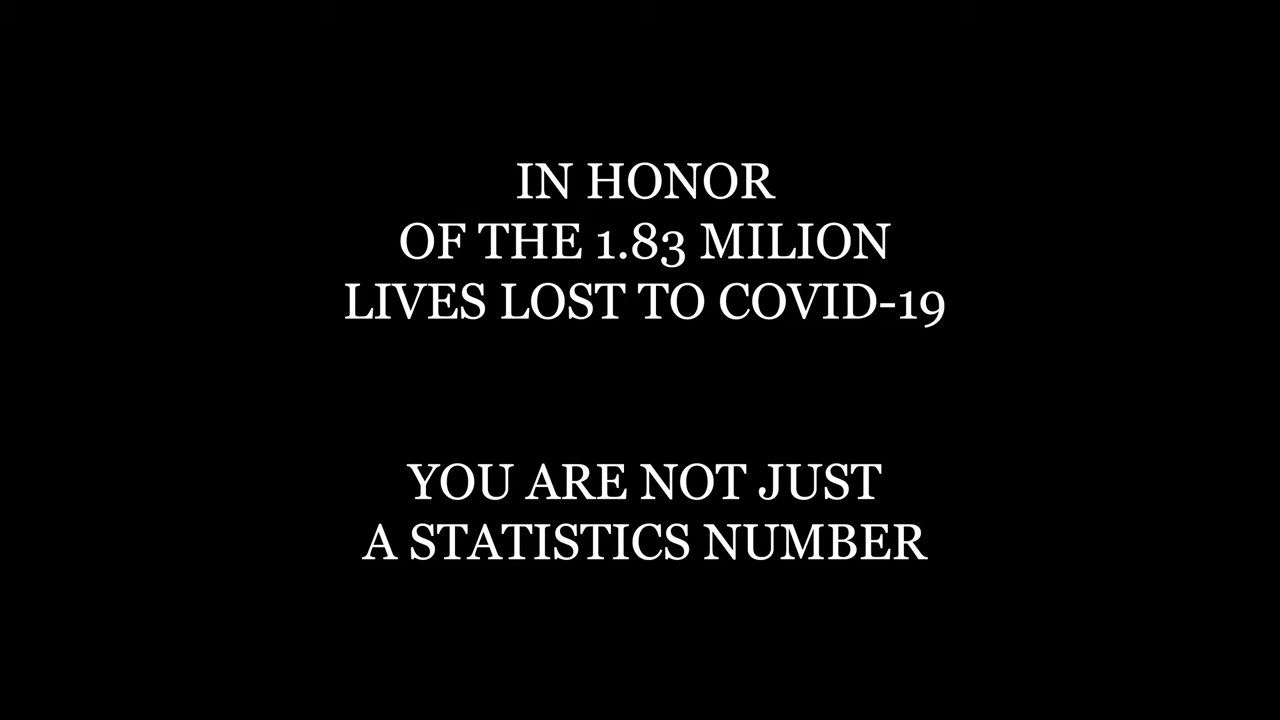 IN HONOR
OF THE 1.83 MILION
LIVES LOST TO COVID-19
YOU ARE NOT JUST
A STATISTICS NUMBER